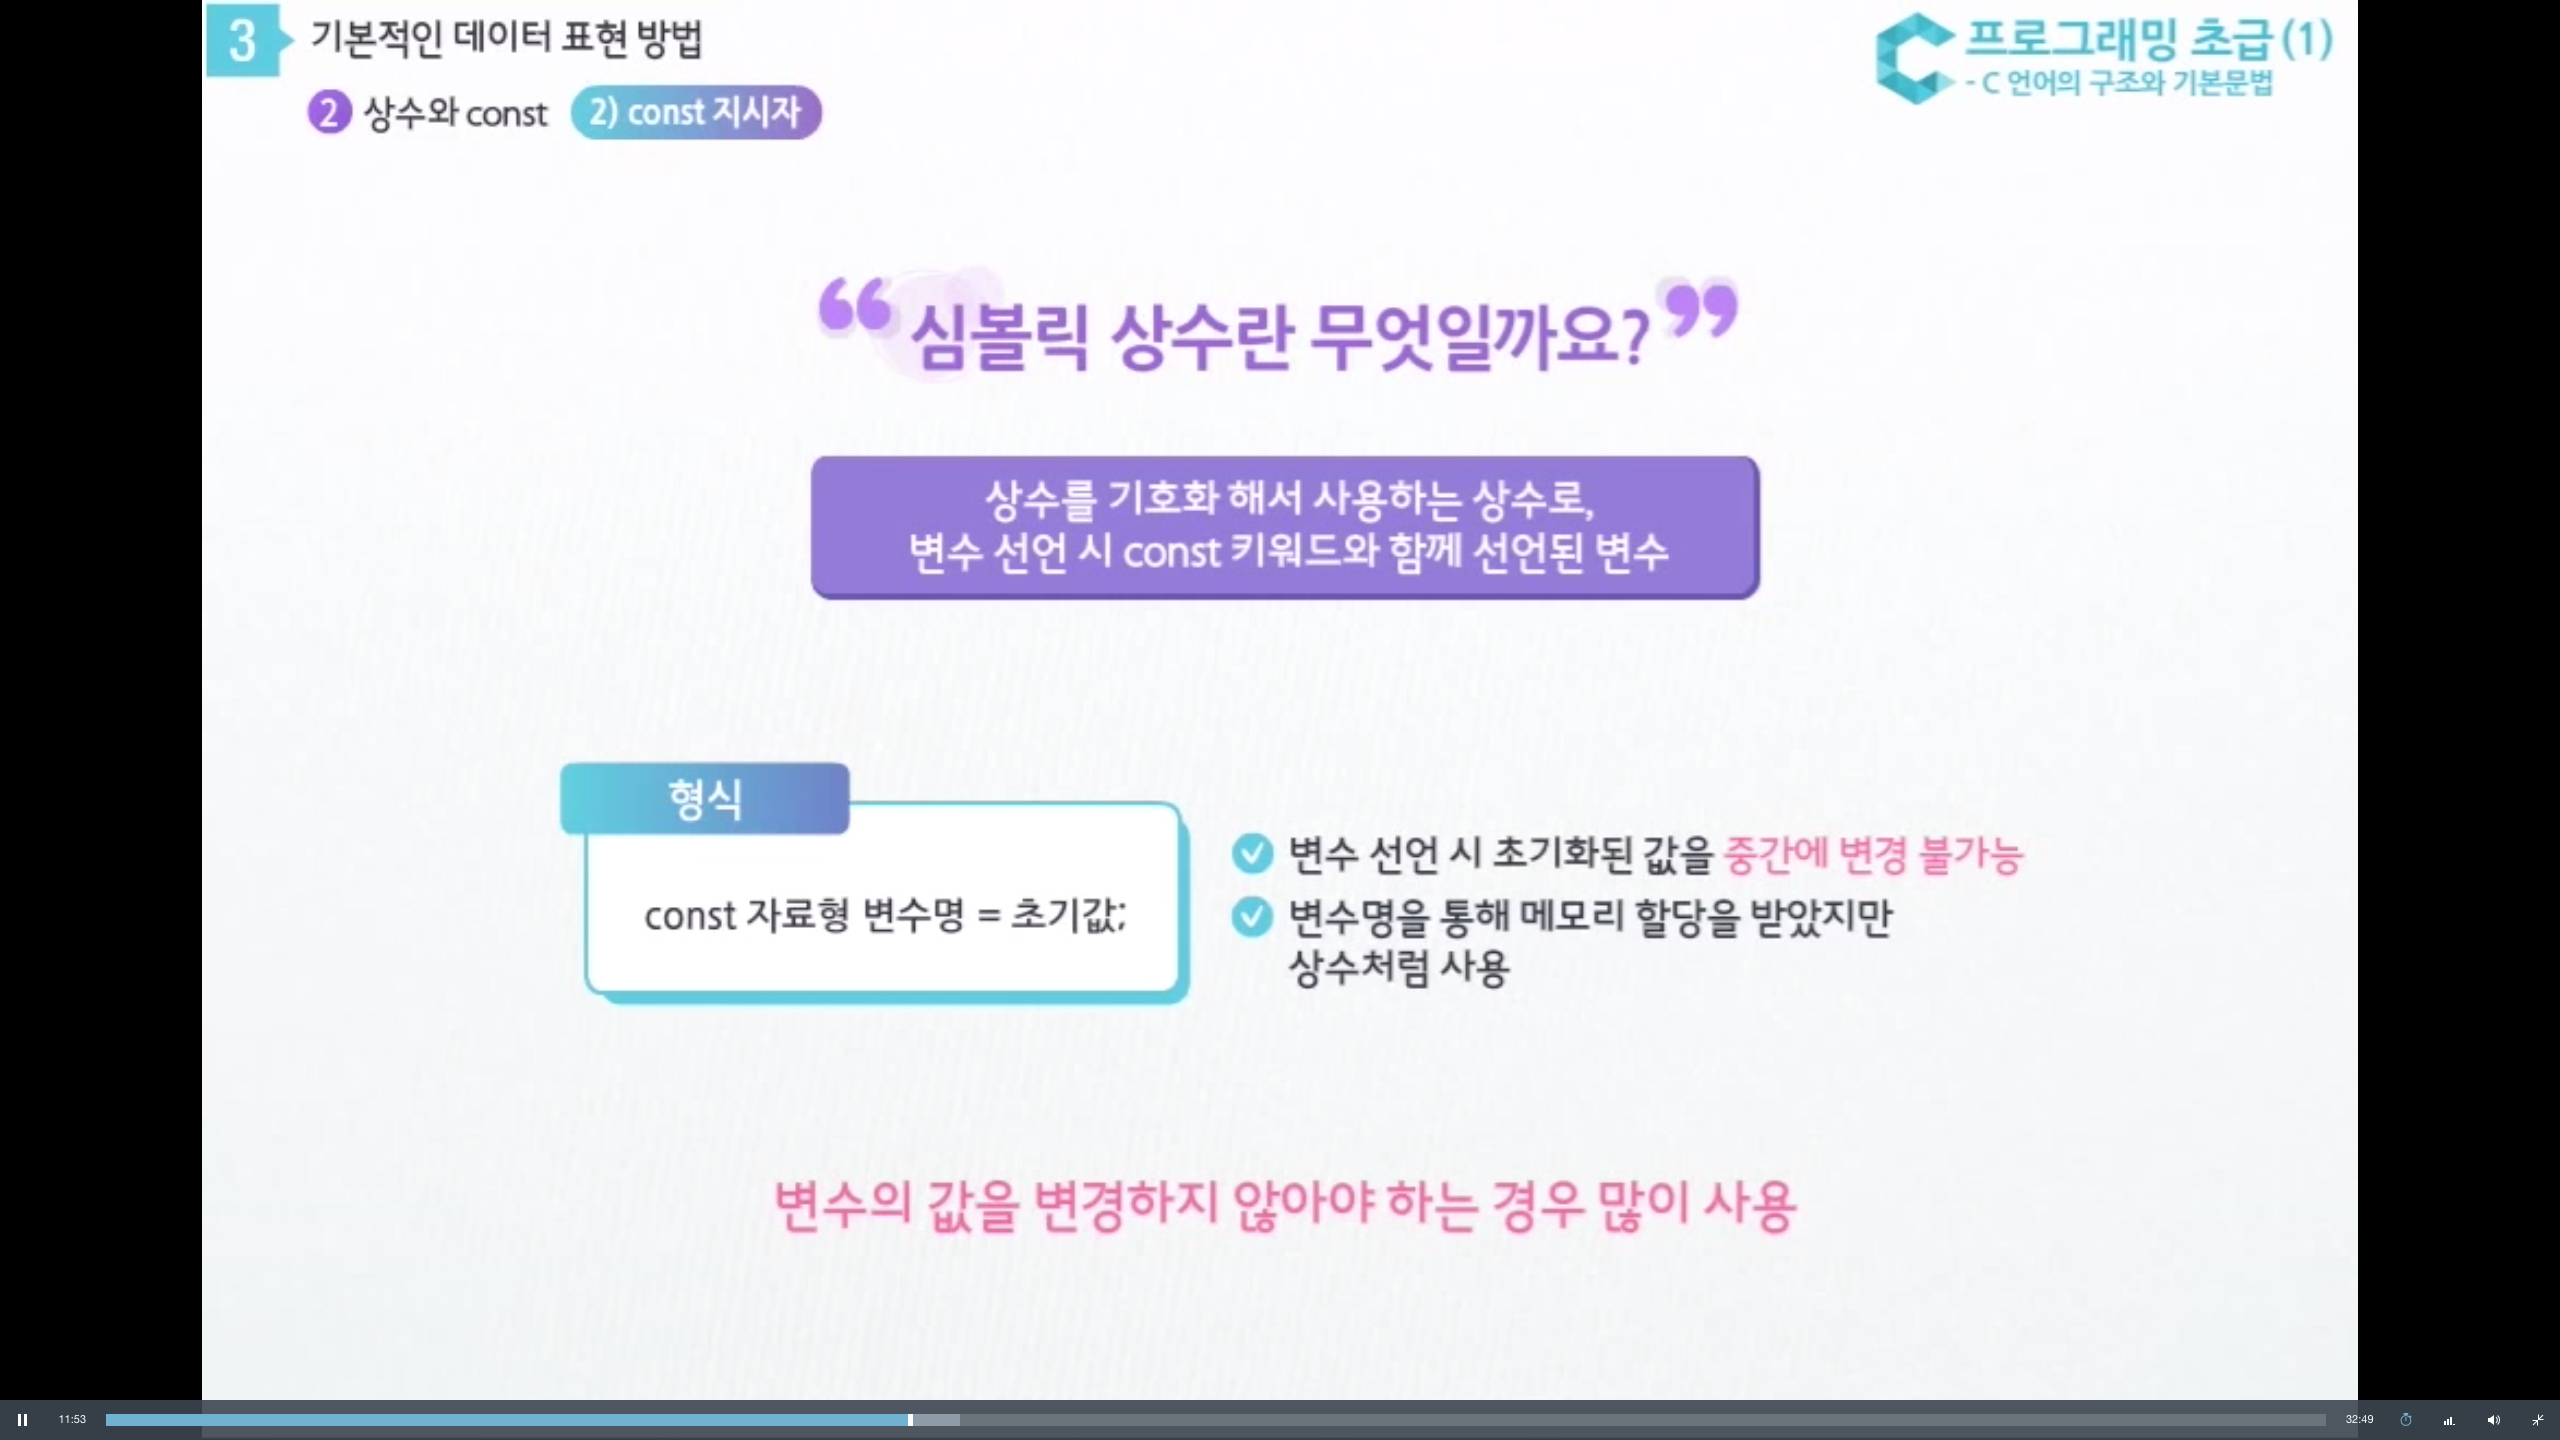 3 기본적인 데이터 표현 방법
프로그래밍 초급(1)
- C 언어의 구조와 기본문법
2 상수와 const 2) const 지시자
“심볼릭 상수란 무엇일까요?”
상수를 기호화 해서 사용하는 상수로,
변수 선언 시 const 키워드와 함께 선언된 변수
형식
const 자료형 변수명 = 초기값;
변수 선언 시 초기화된 값을 중간에 변경 불가능
변수명을 통해 메모리 할당을 받았지만
상수처럼 사용
변수의 값을 변경하지 않아야 하는 경우 많이 사용
11:53
32:49